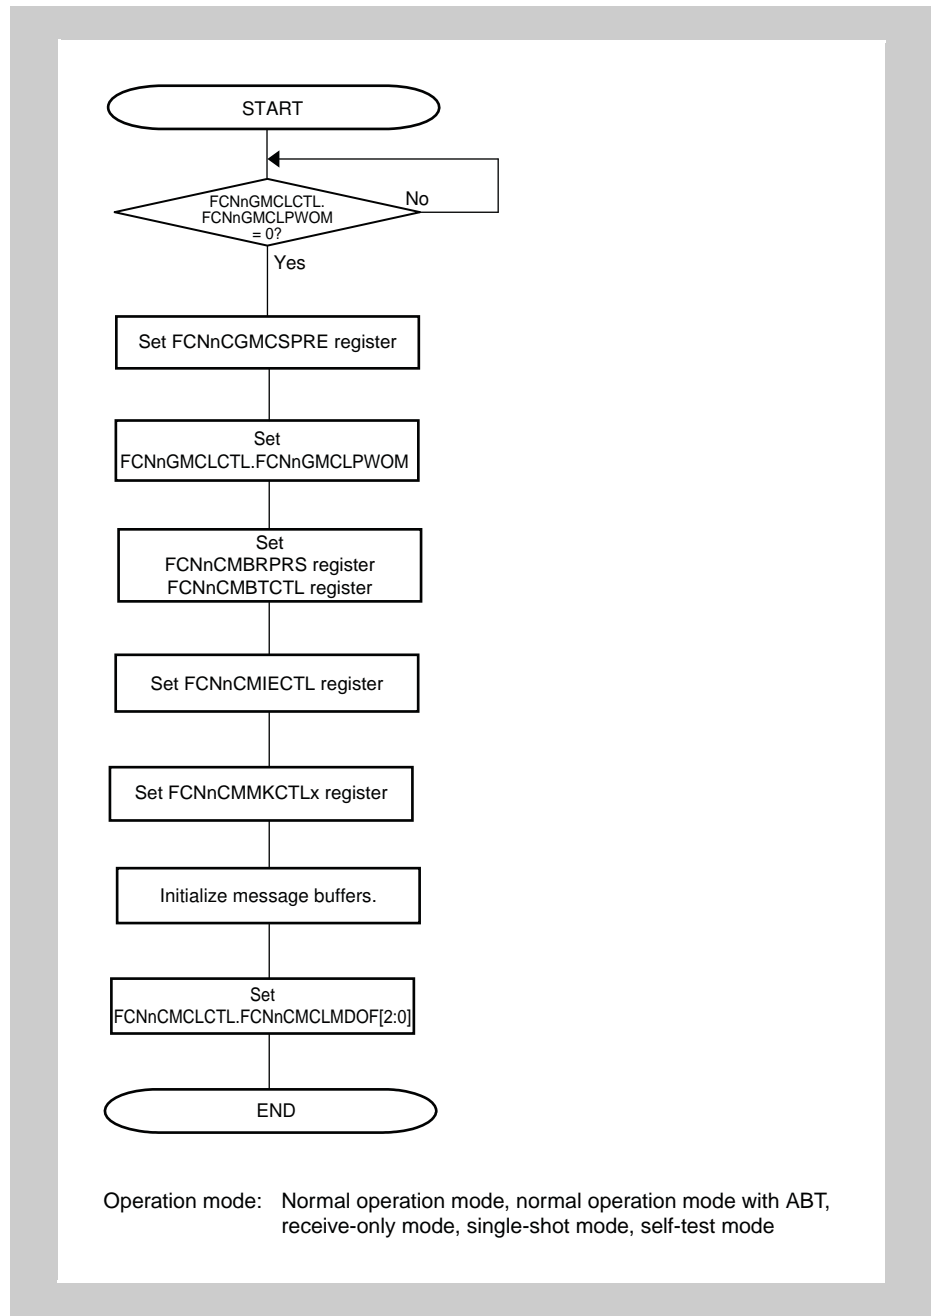 START
FCNnGMCLCTL.
FCNnGMCLPWOM
= 0?
No
Yes
Set FCNnCGMCSPRE register
Set
FCNnGMCLCTL.FCNnGMCLPWOM
Set
FCNnCMBRPRS register
FCNnCMBTCTL register
Set FCNnCMIECTL register
Set FCNnCMMKCTLx register
Initialize message buffers.
Set
FCNnCMCLCTL.FCNnCMCLMDOF[2:0]
END
Operation mode: Normal operation mode, normal operation mode with ABT,
receive-only mode, single-shot mode, self-test mode